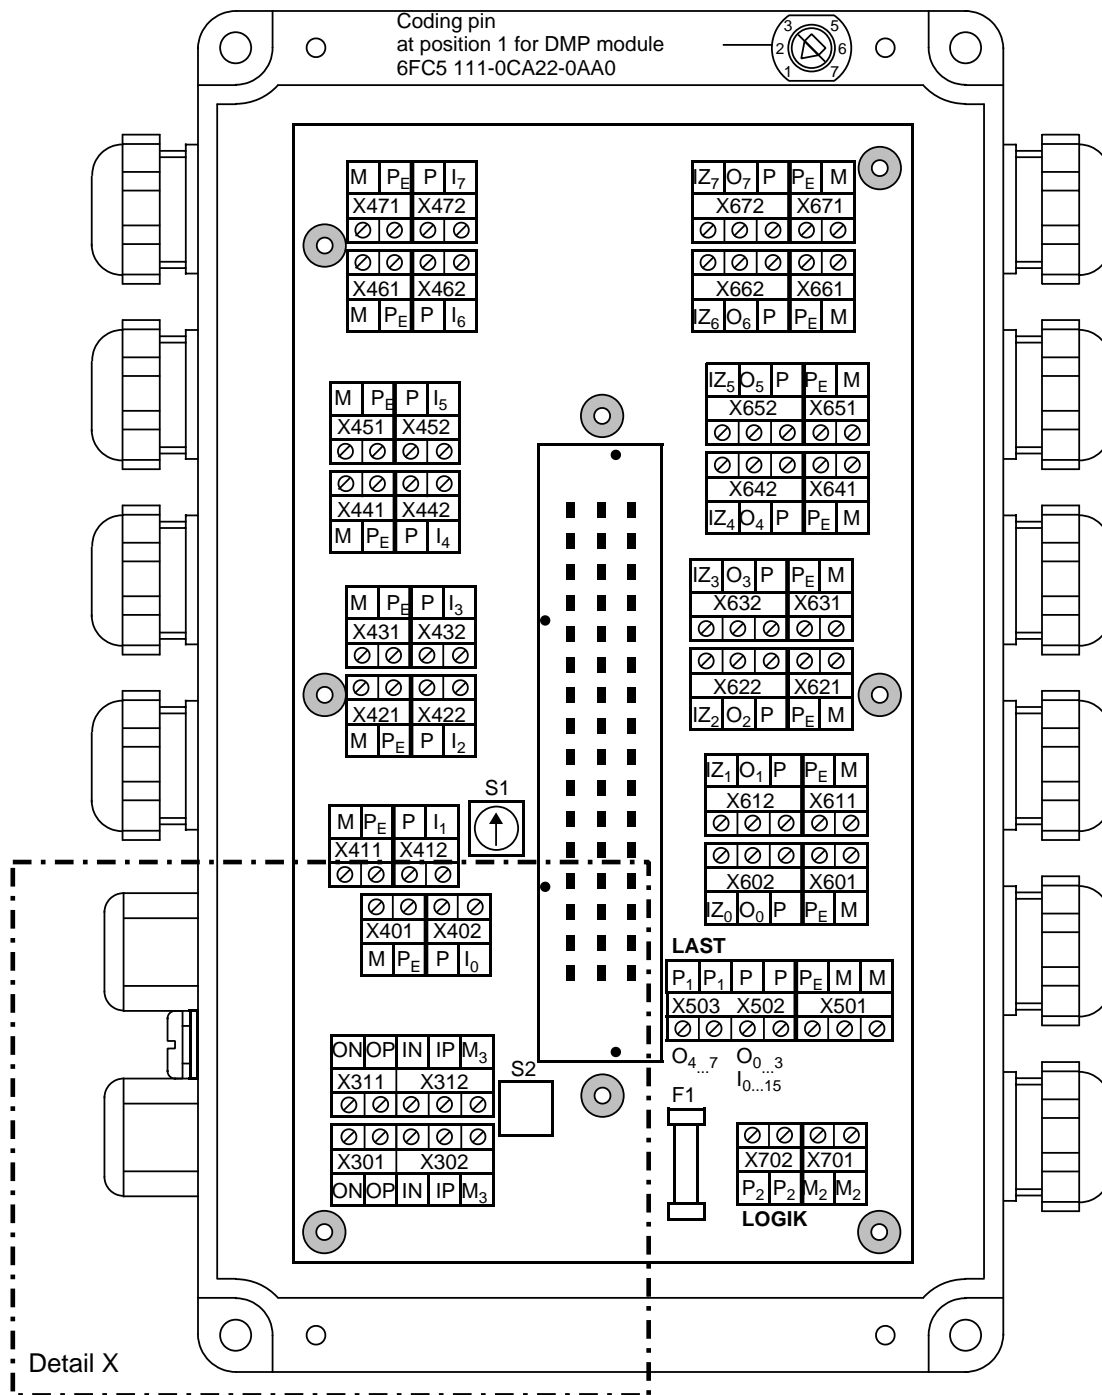 Coding pin
at position 1 for DMP module
6FC5 111-0CA22-0AA0
3 5
2 6
1 7
M PE P I7
X471 X472
X461 X462
M PE P I6
IZ7 O7 P PE M
X672 X671
X662 X661
IZ6 O6 P PE M
M PE P I5
X451 X452
X441 X442
M PE P I4
IZ5 O5 P PE M
X652 X651
X642 X641
IZ4 O4 P PE M
M PE P I3
X431 X432
X421 X422
M PE P I2
IZ3 O3 P PE M
X632 X631
X622 X621
IZ2 O2 P PE M
S1
M PE P I1
X411 X412
X401 X402
M PE P I0
IZ1 O1 P PE M
X612 X611
X602 X601
IZ0 O0 P PE M
LAST
P1 P1 P P PE M M
X503 X502 X501
O4...7 O0...3
I0...15
ON OP IN IP M3
X311 X312
X301 X302
ON OP IN IP M3
S2
F1
X702 X701
P2 P2 M2 M2
LOGIK
Detail X